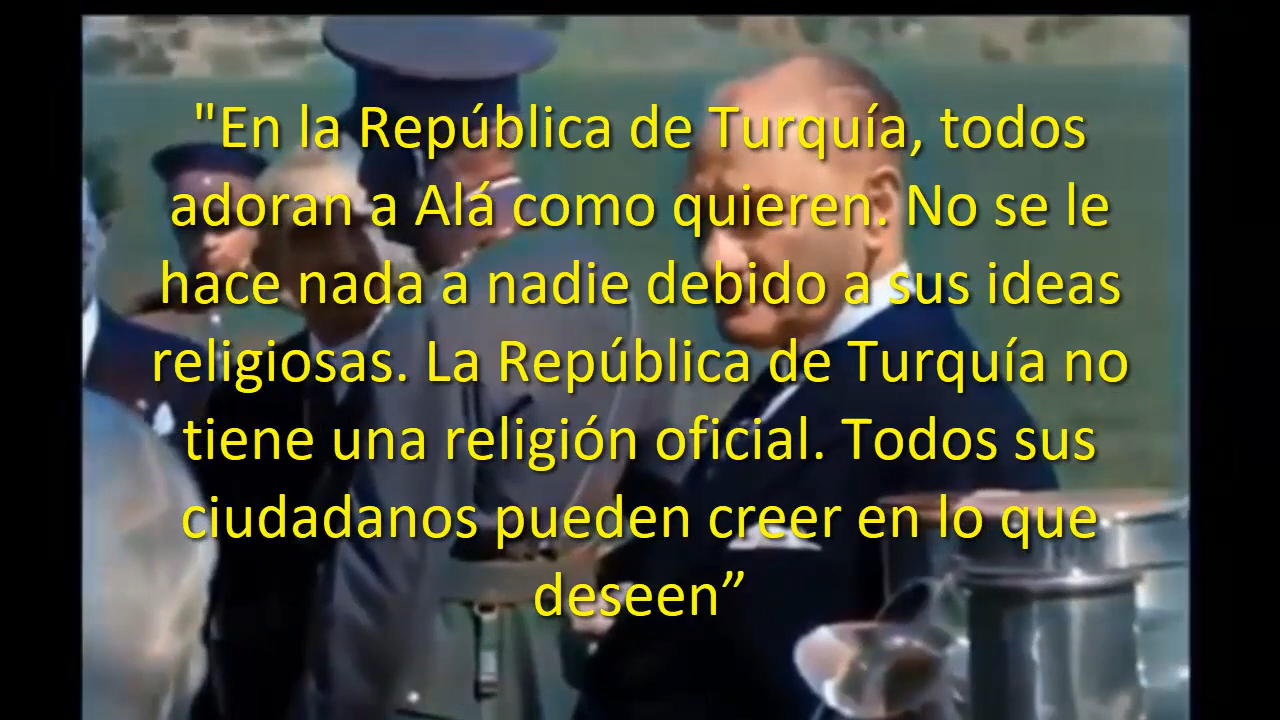 "En la República de Turquía, todos
adoran a Alá como quieren. No se le
hace nada a nadie debido a sus ideas
religiosas. La República de Turquía no
tiene una religión oficial. Todos sus
ciudadanos pueden creer en lo que
deseen”